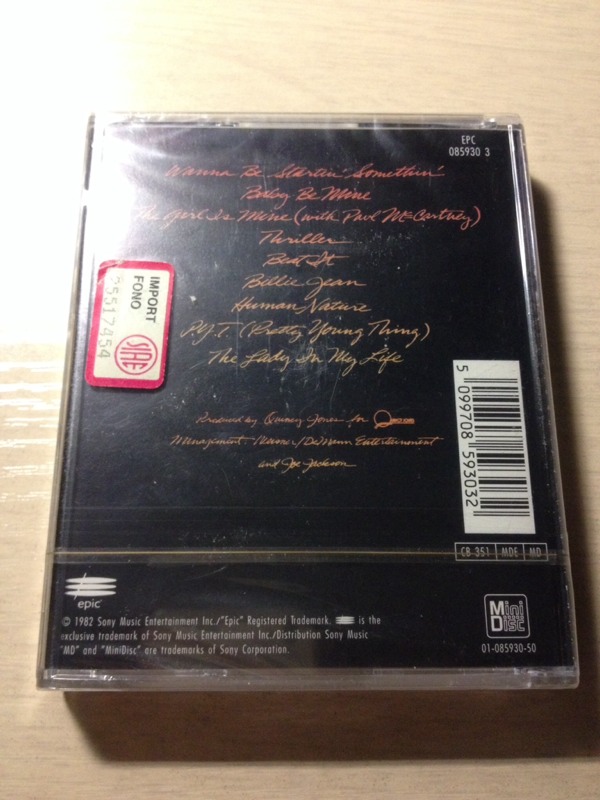 EPC
085930 3
Wanna Be Startin' Somethin'
Baby Be Mine
The Girl Is Mine (with Paul McCartney)
Thriller
Beat It
Billie Jean
Human Nature
P.Y.T. (Pretty Young Thing)
The Lady In My Life
IMPORT
FONO
SIAE
Produced by Quincy Jones for
Management: Weisner/DeMann Entertainment
and Joe Jackson
5 099708 593032
CB 351 MDE MD
epic
Mini
Disc
© 1982 Sony Music Entertainment Inc./"Epic" Registered Trademark. is the
exclusive trademark of Sony Music Entertainment Inc./Distribution Sony Music
"MD" and "MiniDisc" are trademarks of Sony Corporation.
01-085930-50